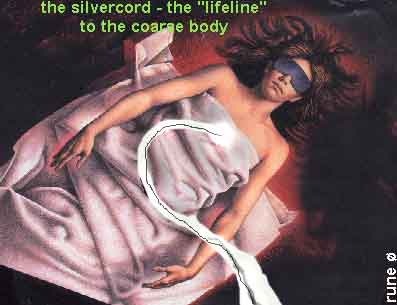 the silvercord - the "lifeline"
to the coarse body
rune ø